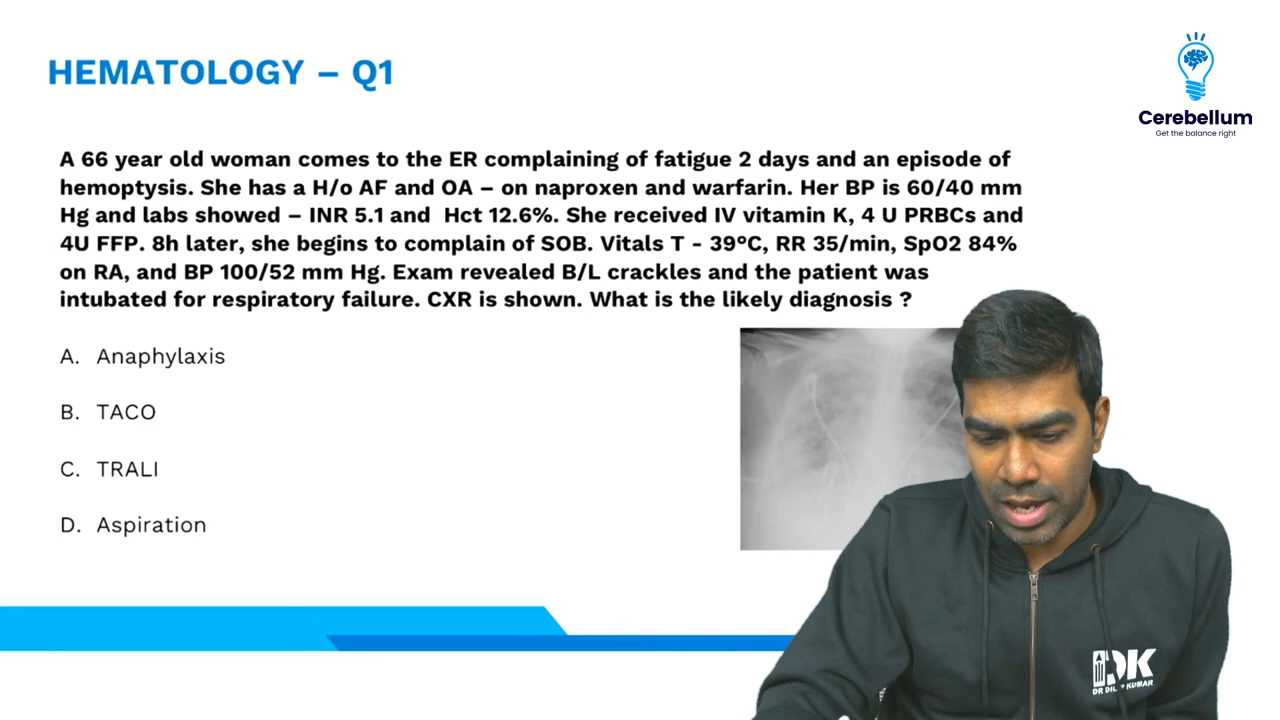 HEMATOLOGY – Q1
Cerebellum
Get the balance right
A 66 year old woman comes to the ER complaining of fatigue 2 days and an episode of
hemoptysis. She has a H/o AF and OA – on naproxen and warfarin. Her BP is 60/40 mm
Hg and labs showed – INR 5.1 and Hct 12.6%. She received IV vitamin K, 4 U PRBCs and
4U FFP. 8h later, she begins to complain of SOB. Vitals T - 39°C, RR 35/min, SpO2 84%
on RA, and BP 100/52 mm Hg. Exam revealed B/L crackles and the patient was
intubated for respiratory failure. CXR is shown. What is the likely diagnosis ?
A. Anaphylaxis
B. TACO
C. TRALI
D. Aspiration
DK
DR KUMAR